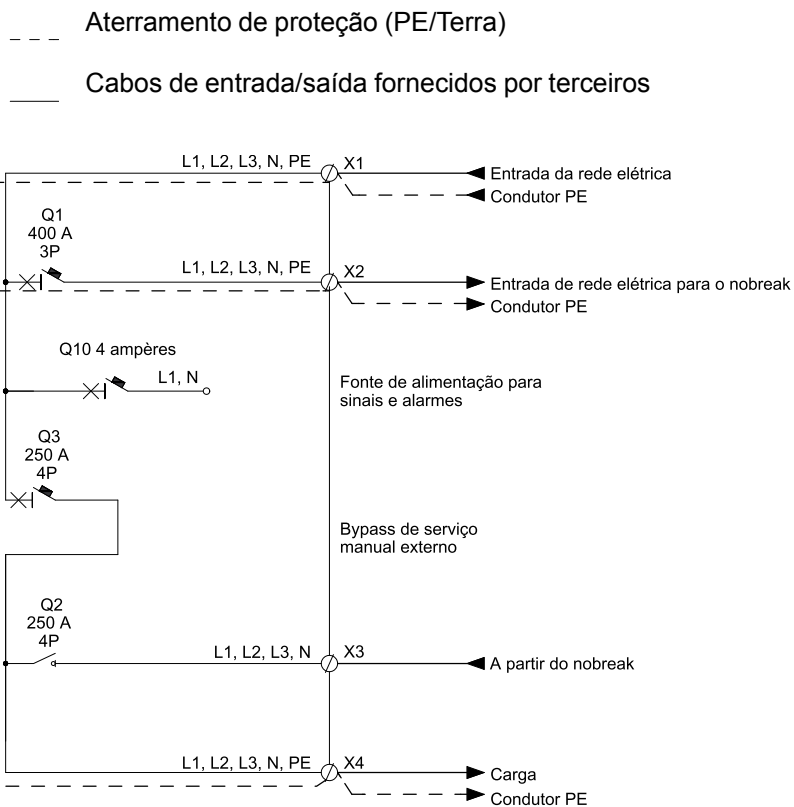 Aterramento de proteção (PE/Terra)
Cabos de entrada/saída fornecidos por terceiros
L1, L2, L3, N, PE
X1
Entrada da rede elétrica
Condutor PE
Q1
400 A
3P
L1, L2, L3, N, PE
X2
Entrada de rede elétrica para o nobreak
Condutor PE
Q10 4 ampères
L1, N
Fonte de alimentação para
sinais e alarmes
Q3
250 A
4P
Bypass de serviço
manual externo
Q2
250 A
4P
L1, L2, L3, N
X3
A partir do nobreak
L1, L2, L3, N, PE
X4
Carga
Condutor PE